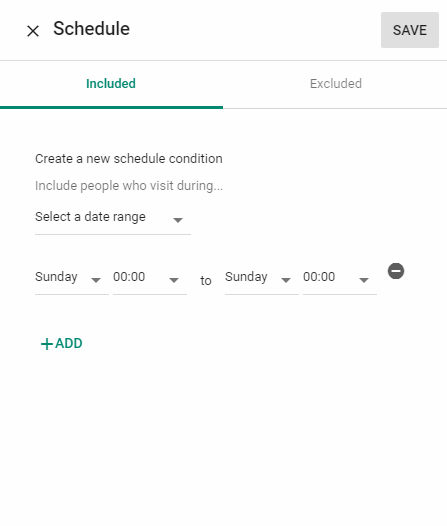 Schedule
SAVE
Included
Excluded
Create a new schedule condition
Include people who visit during...
Select a date range
Sunday 00:00 to Sunday 00:00
ADD